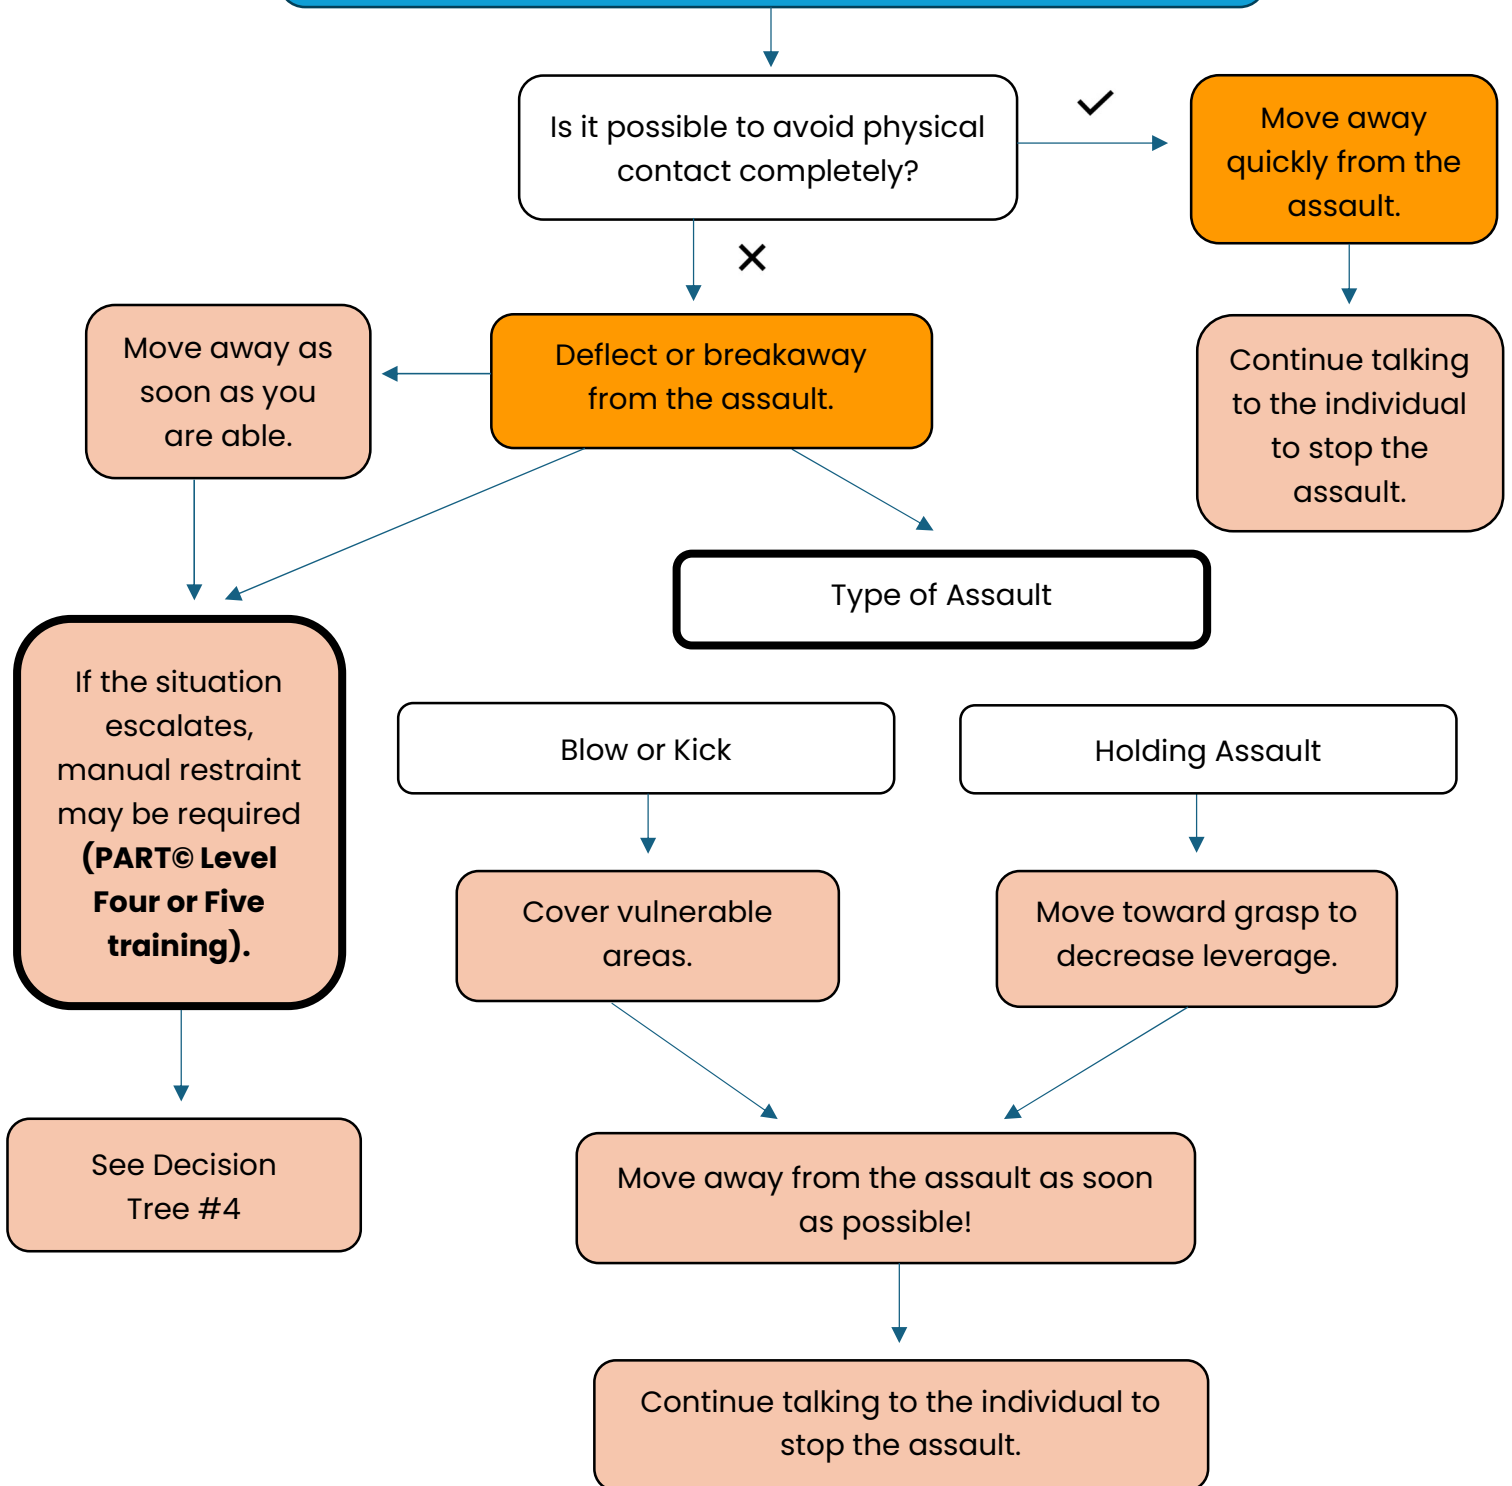 Is it possible to avoid physical
contact completely?
Move away
quickly from the
assault.
Move away as
soon as you
are able.
Deflect or breakaway
from the assault.
Continue talking
to the individual
to stop the
assault.
Type of Assault
If the situation
escalates,
manual restraint
may be required
(PART© Level
Four or Five
training).
Blow or Kick
Holding Assault
Cover vulnerable
areas.
Move toward grasp to
decrease leverage.
See Decision
Tree #4
Move away from the assault as soon
as possible!
Continue talking to the individual to
stop the assault.